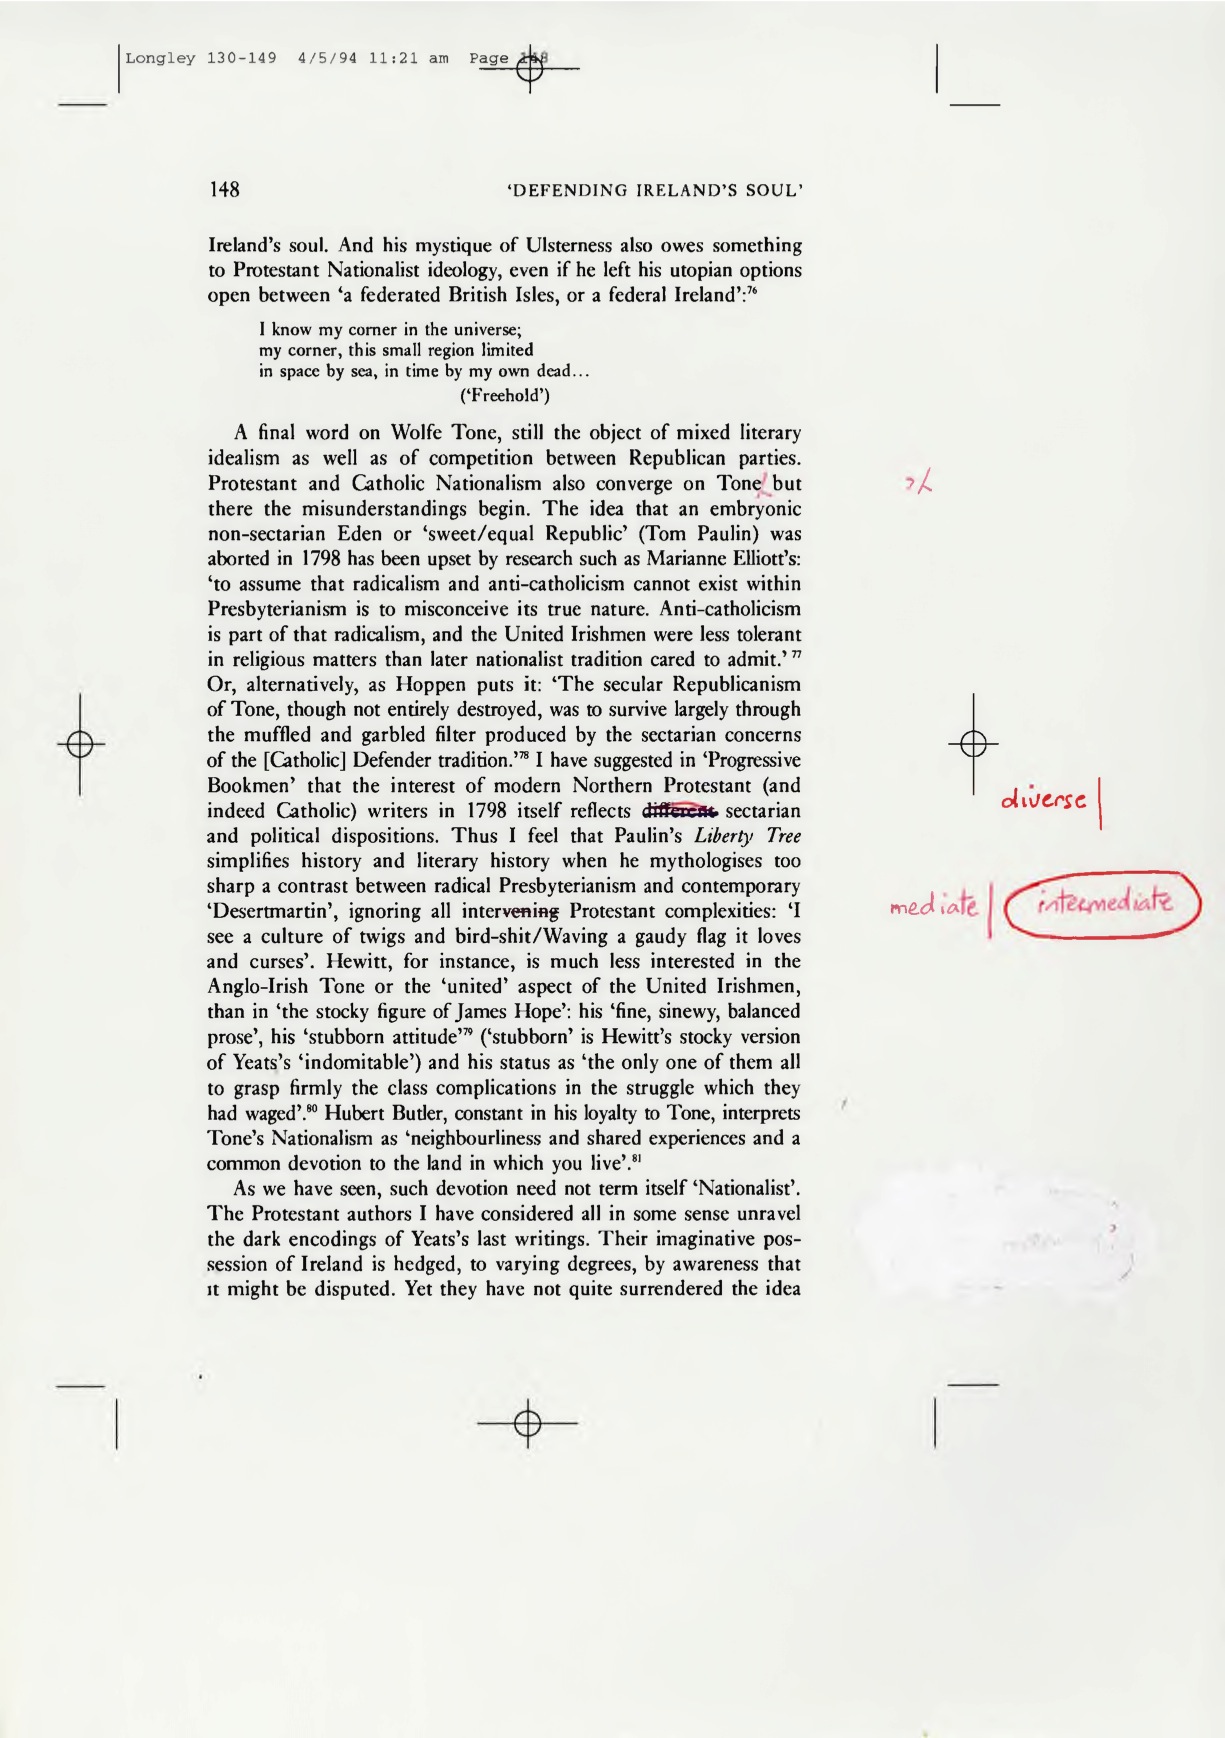 Longley 130-149 4/5/94 11:21 am Page 148
148 ‘DEFENDING IRELAND’S SOUL’
Ireland’s soul. And his mystique of Ulsterness also owes something
to Protestant Nationalist ideology, even if he left his utopian options
open between ‘a federated British Isles, or a federal Ireland’:⁷⁶
I know my corner in the universe;
my corner, this small region limited
in space by sea, in time by my own dead...
(‘Freehold’)
A final word on Wolfe Tone, still the object of mixed literary
idealism as well as of competition between Republican parties.
Protestant and Catholic Nationalism also converge on Tone but
there the misunderstandings begin. The idea that an embryonic
non-sectarian Eden or ‘sweet/equal Republic’ (Tom Paulin) was
aborted in 1798 has been upset by research such as Marianne Elliott’s:
‘to assume that radicalism and anti-catholicism cannot exist within
Presbyterianism is to misconceive its true nature. Anti-catholicism
is part of that radicalism, and the United Irishmen were less tolerant
in religious matters than later nationalist tradition cared to admit.’ ⁷⁷
Or, alternatively, as Hoppen puts it: ‘The secular Republicanism
of Tone, though not entirely destroyed, was to survive largely through
the muffled and garbled filter produced by the sectarian concerns
of the [Catholic] Defender tradition.’⁷⁸ I have suggested in ‘Progressive
Bookmen’ that the interest of modern Northern Protestant (and
indeed Catholic) writers in 1798 itself reflects different sectarian
diverse
and political dispositions. Thus I feel that Paulin’s Liberty Tree
simplifies history and literary history when he mythologises too
sharp a contrast between radical Presbyterianism and contemporary
‘Desertmartin’, ignoring all intervening Protestant complexities: ‘I
mediate intermediate
see a culture of twigs and bird-shit/Waving a gaudy flag it loves
and curses’. Hewitt, for instance, is much less interested in the
Anglo-Irish Tone or the ‘united’ aspect of the United Irishmen,
than in ‘the stocky figure of James Hope’: his ‘fine, sinewy, balanced
prose’, his ‘stubborn attitude’⁷⁹ (‘stubborn’ is Hewitt’s stocky version
of Yeats’s ‘indomitable’) and his status as ‘the only one of them all
to grasp firmly the class complications in the struggle which they
had waged’.⁸⁰ Hubert Butler, constant in his loyalty to Tone, interprets
Tone’s Nationalism as ‘neighbourliness and shared experiences and a
common devotion to the land in which you live’.⁸¹
As we have seen, such devotion need not term itself ‘Nationalist’.
The Protestant authors I have considered all in some sense unravel
the dark encodings of Yeats’s last writings. Their imaginative pos-
session of Ireland is hedged, to varying degrees, by awareness that
it might be disputed. Yet they have not quite surrendered the idea